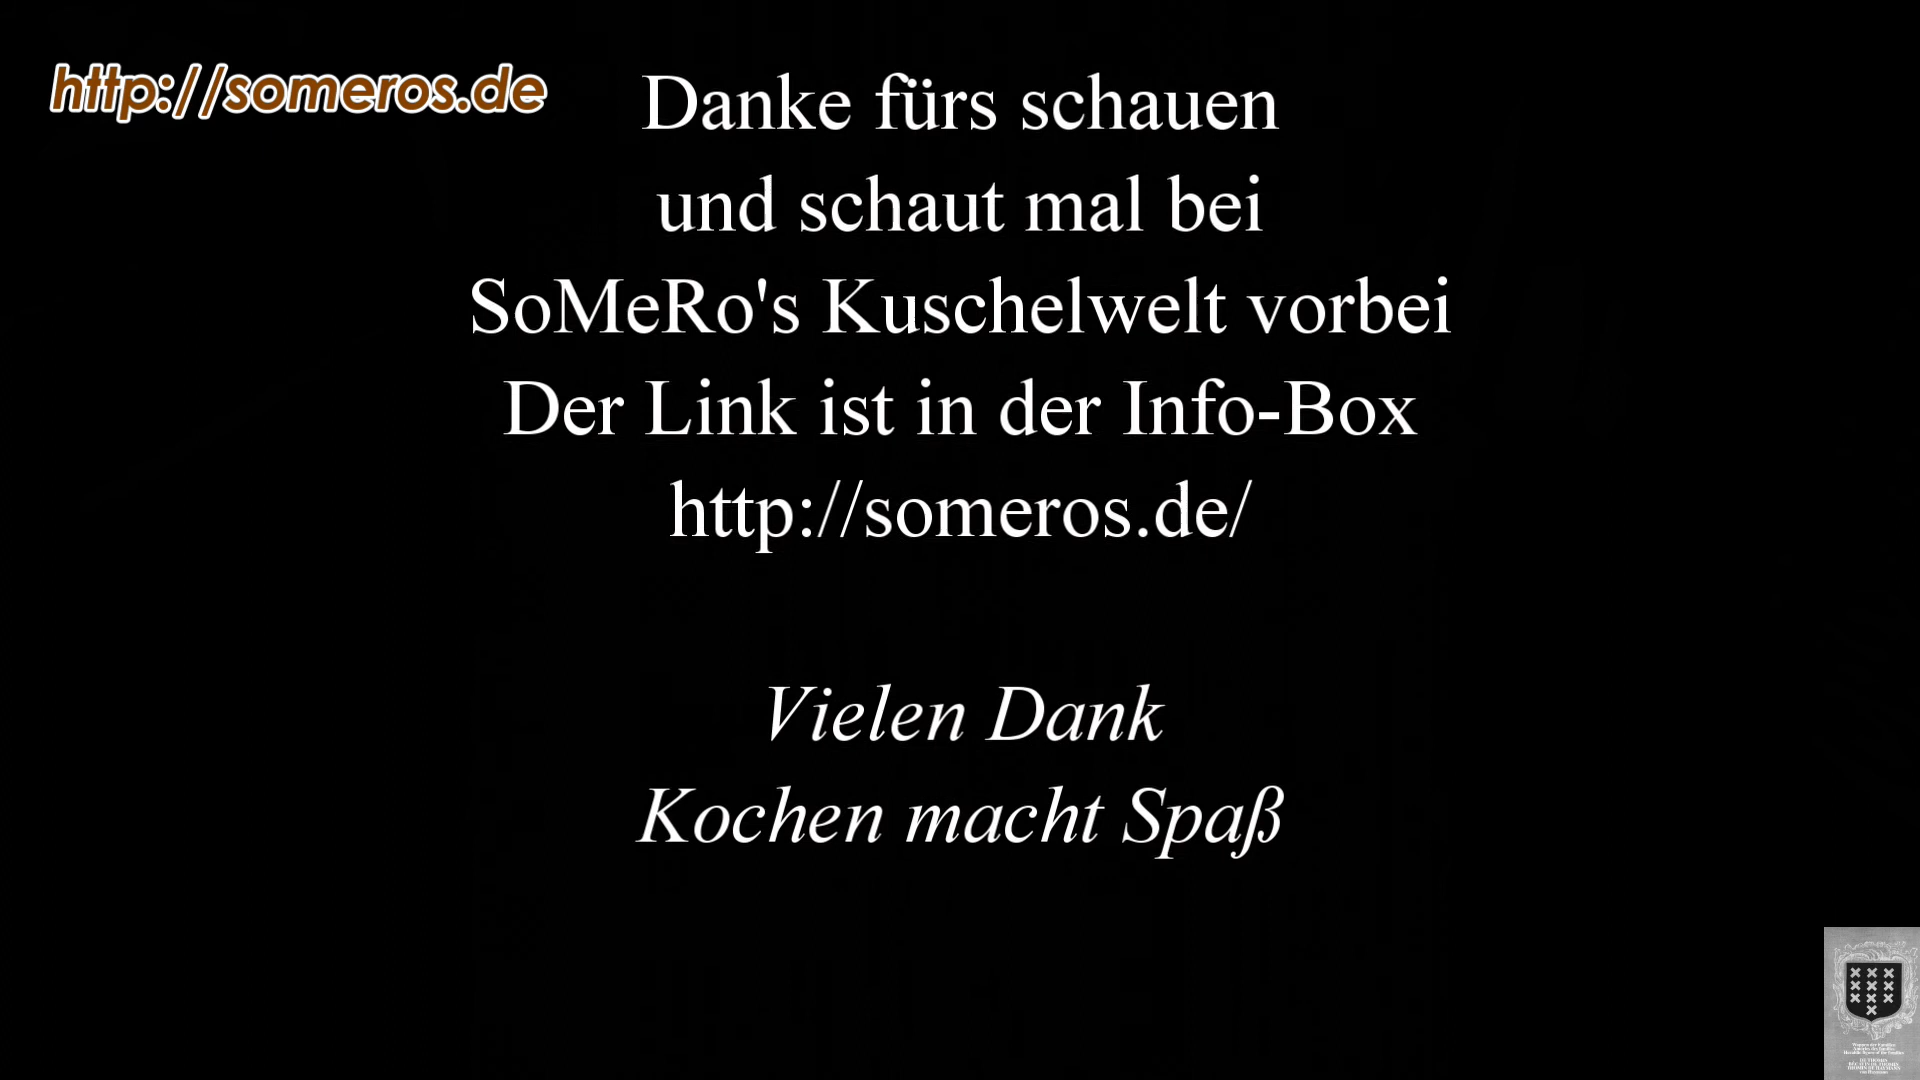 http://someros.de
Danke fürs schauen
und schaut mal bei
SoMeRo's Kuschelwelt vorbei
Der Link ist in der Info-Box
http://someros.de/
Vielen Dank
Kochen macht Spaß